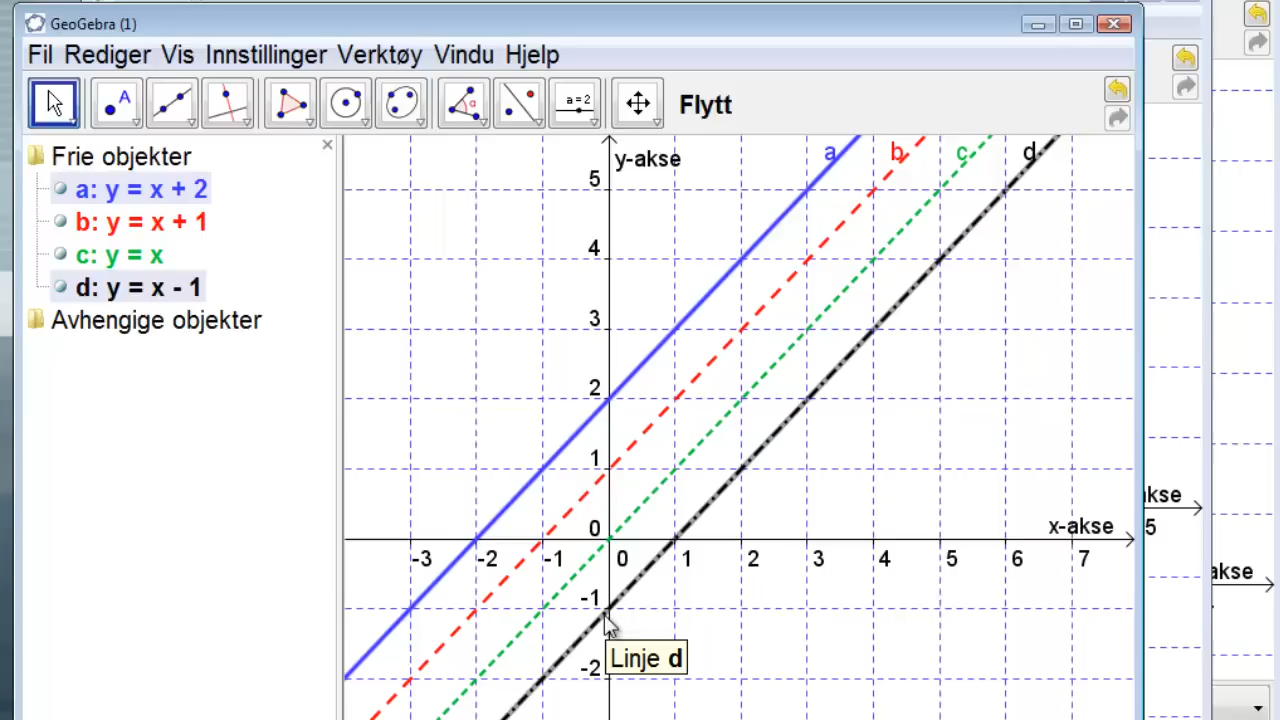 GeoGebra (1)
Fil Rediger Vis Innstillinger Verktøy Vindu Hjelp
A
α
a=2
Flytt
Frie objekter
a: y = x + 2
b: y = x + 1
c: y = x
d: y = x - 1
Avhengige objekter
y-akse
a b c d
5
4
3
2
1
0
x-akse
-3 -2 -1 0 1 2 3 4 5 6 7
-1
-2
Linje d
kse
5
akse